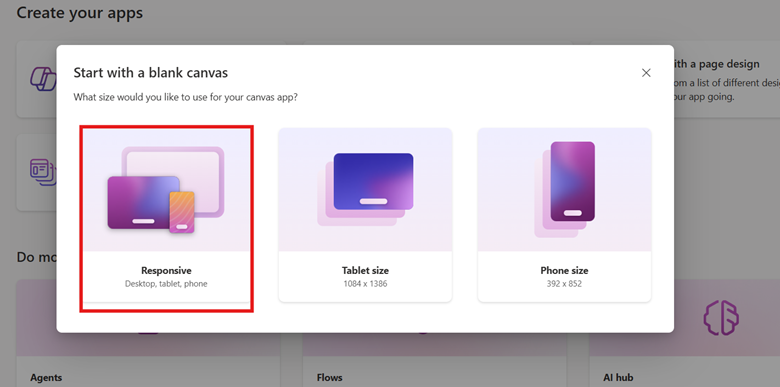 Create your apps
Start with a blank canvas
What size would you like to use for your canvas app?
with a page design
om a list of different desi
our app going.
Responsive
Desktop, tablet, phone
Tablet size
1084 x 1386
Phone size
392 x 852
Do mo
Agents
Flows
AI hub